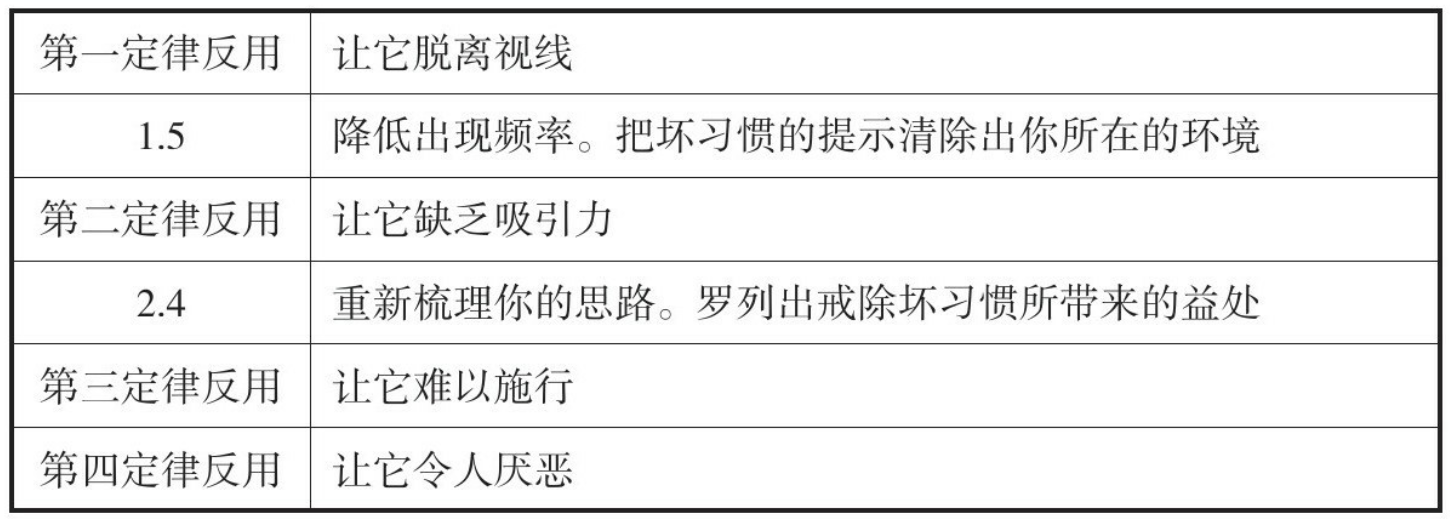 第一定律反用 让它脱离视线
1.5 降低出现频率。把坏习惯的提示清除出你所在的环境
第二定律反用 让它缺乏吸引力
2.4 重新梳理你的思路。罗列出戒除坏习惯所带来的益处
第三定律反用 让它难以施行
第四定律反用 让它令人厌恶